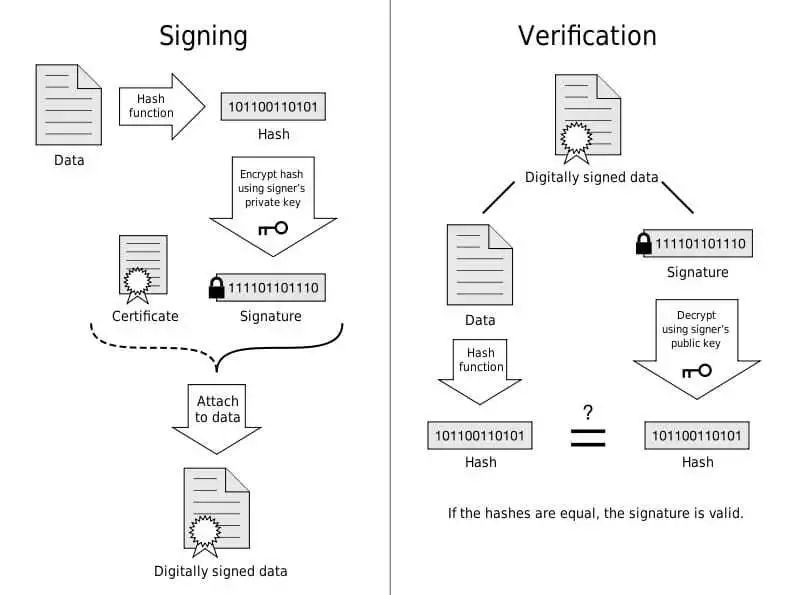 Signing
Hash
function
101100110101
Hash
Data
Encrypt hash
using signer's
private key
111101101110
Certificate
Signature
Attach
to data
Digitally signed data
Verification
Digitally signed data
111101101110
Signature
Data
Decrypt
using signer's
public key
Hash
function
?
101100110101
101100110101
Hash
Hash
If the hashes are equal, the signature is valid.